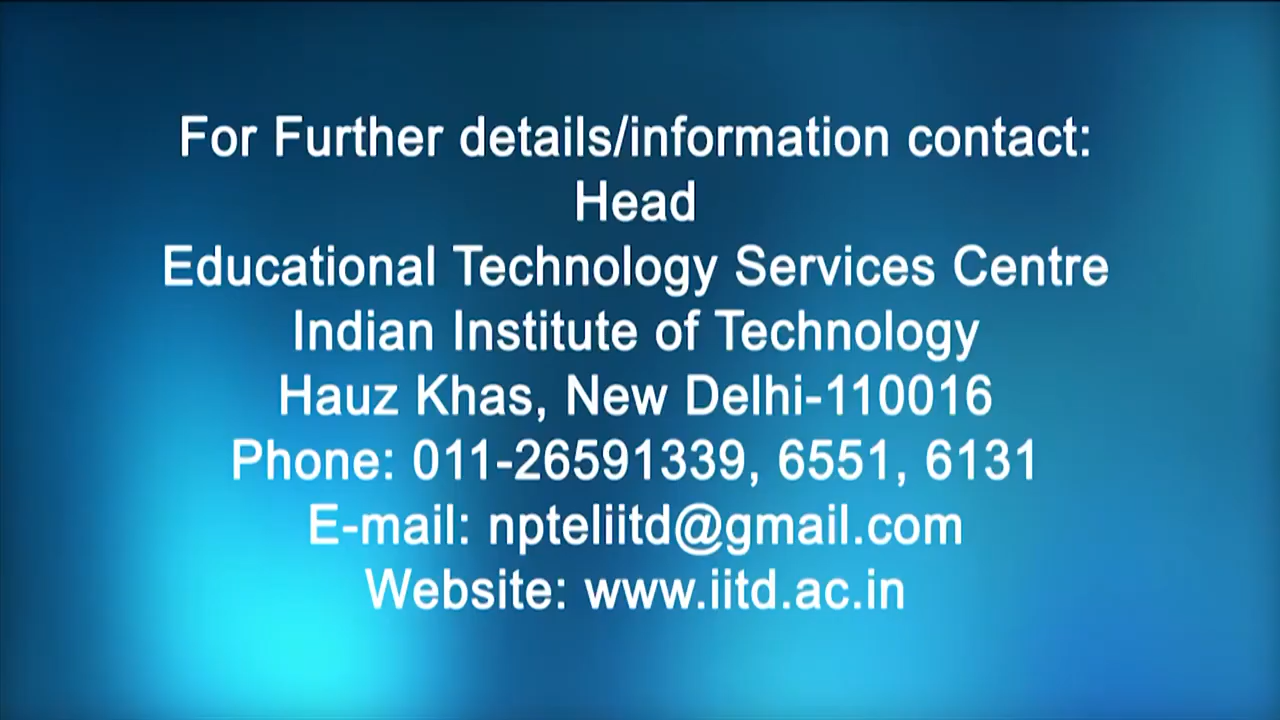 For Further details/information contact:
Head
Educational Technology Services Centre
Indian Institute of Technology
Hauz Khas, New Delhi-110016
Phone: 011-26591339, 6551, 6131
E-mail: npteliitd@gmail.com
Website: www.iitd.ac.in